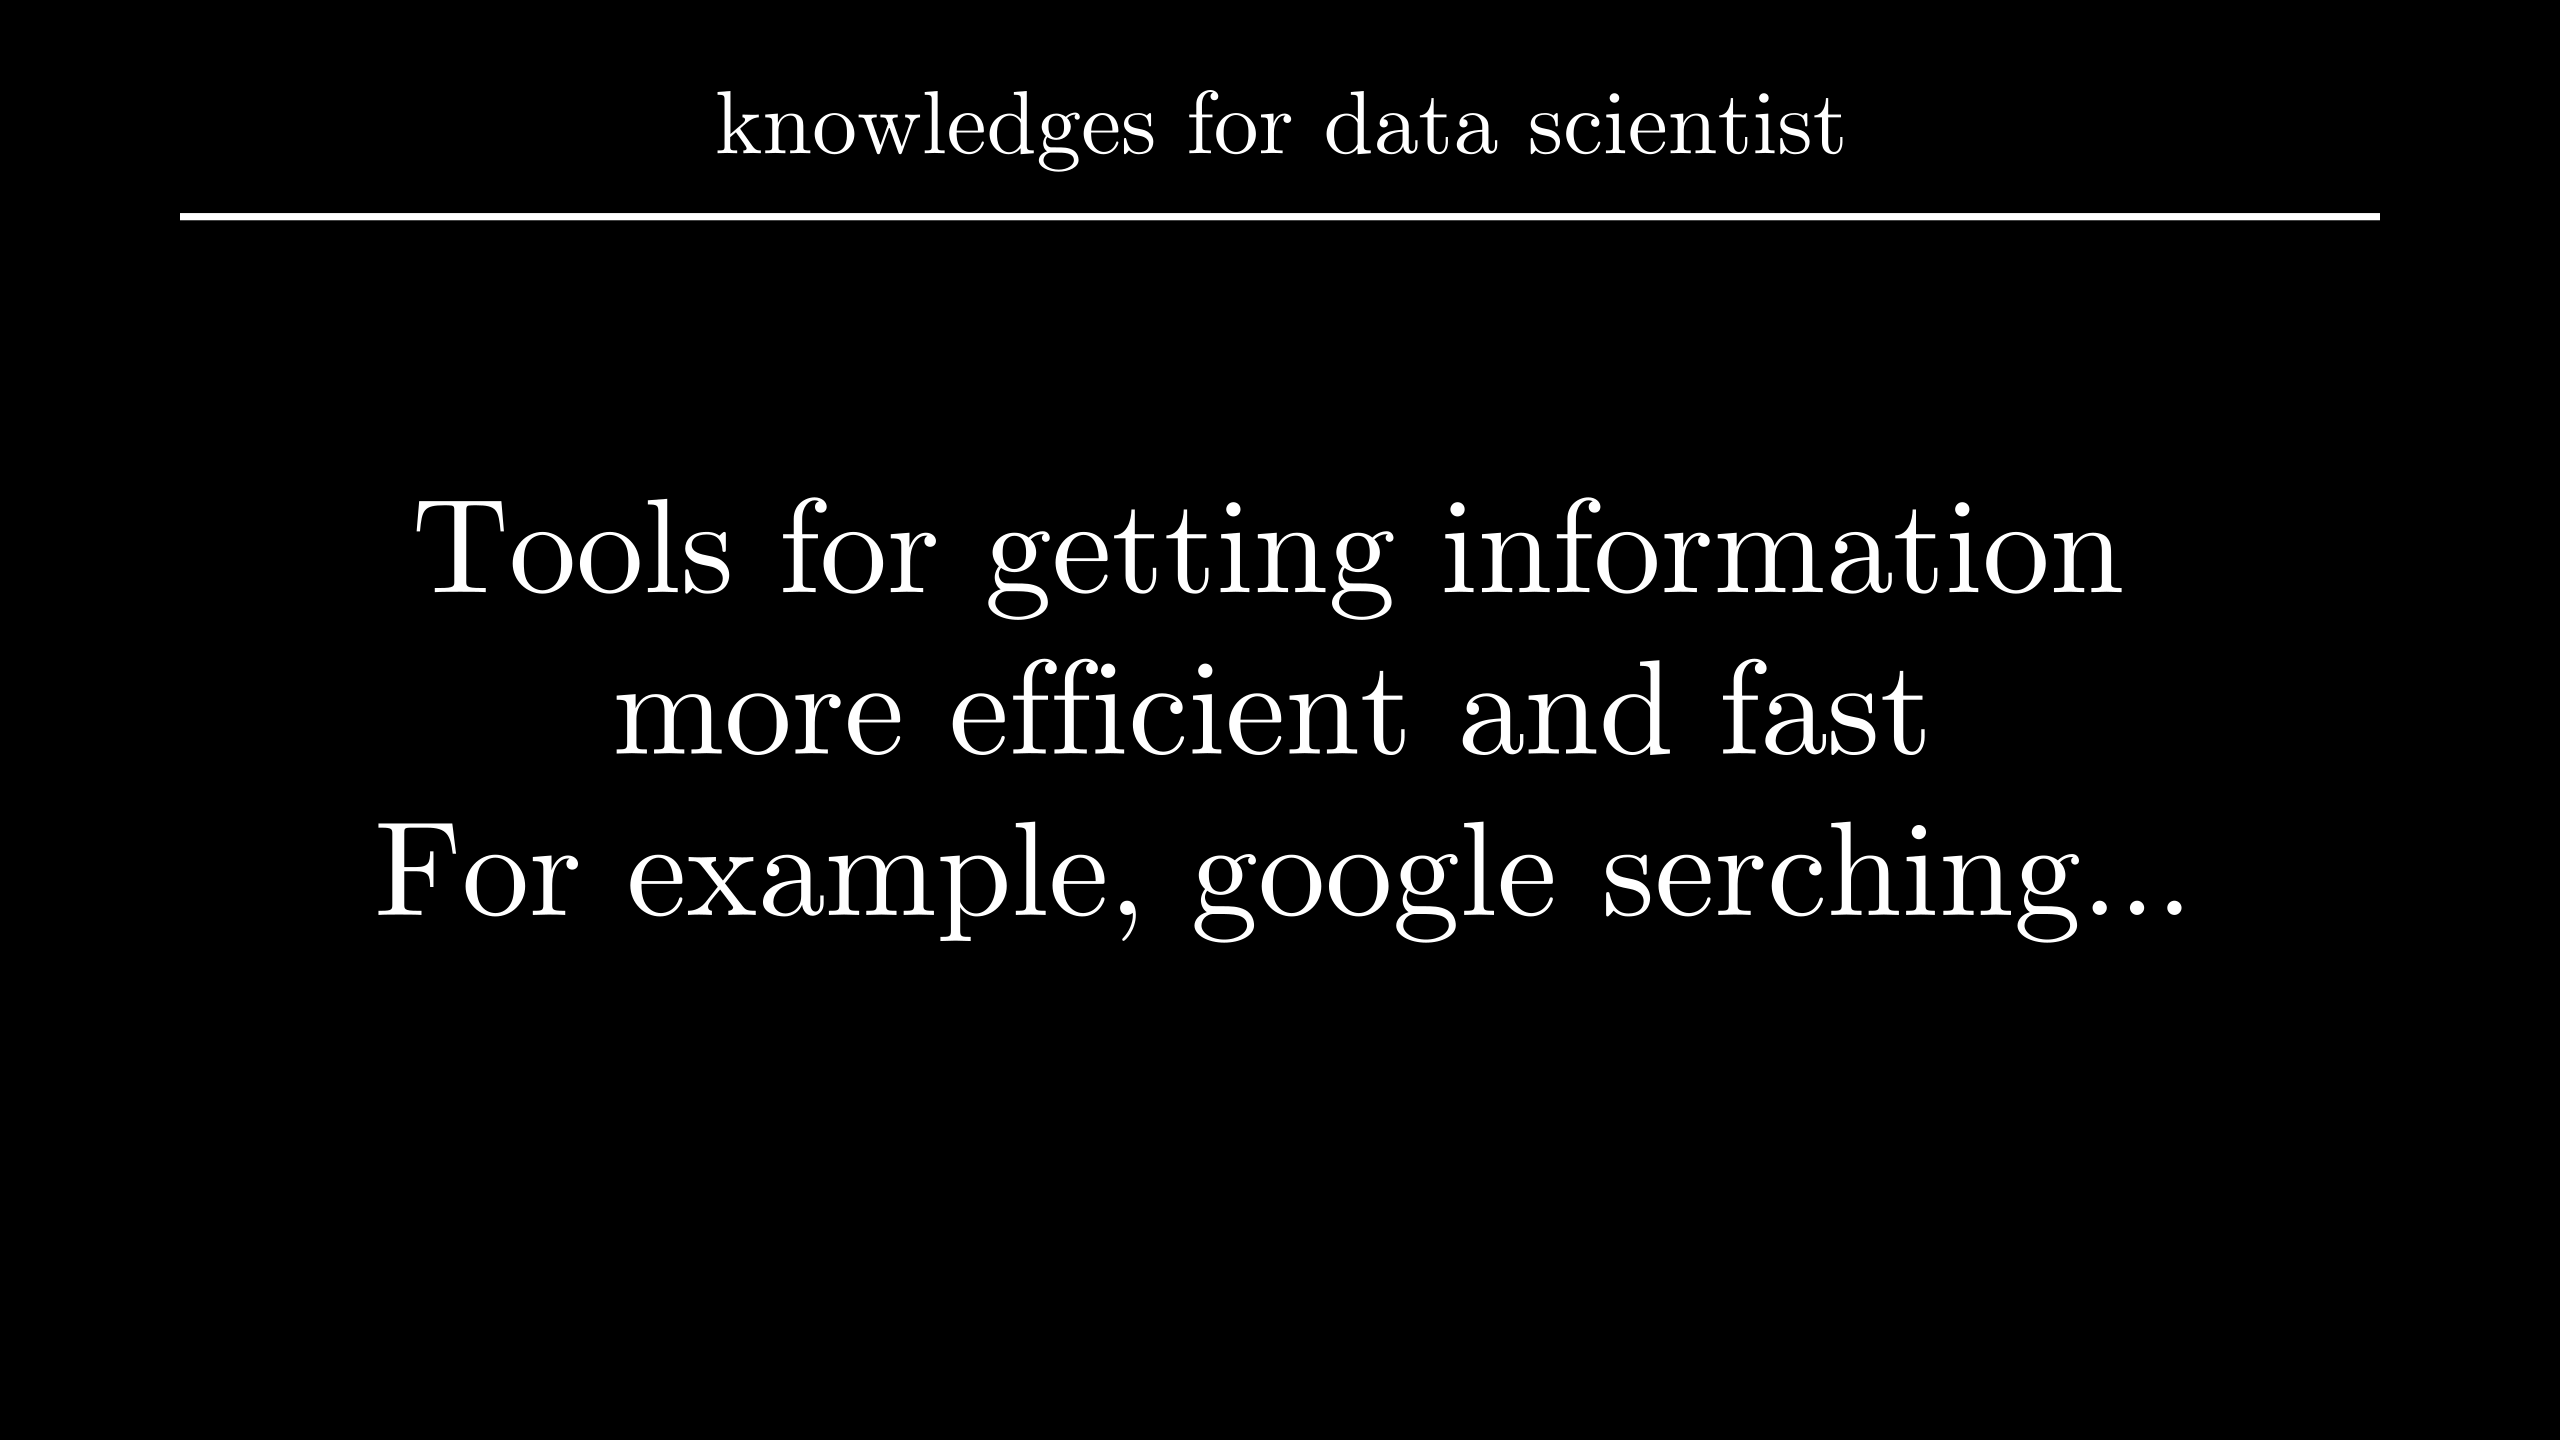 knowledges for data scientist
Tools for getting information
more efficient and fast
For example, google serching...